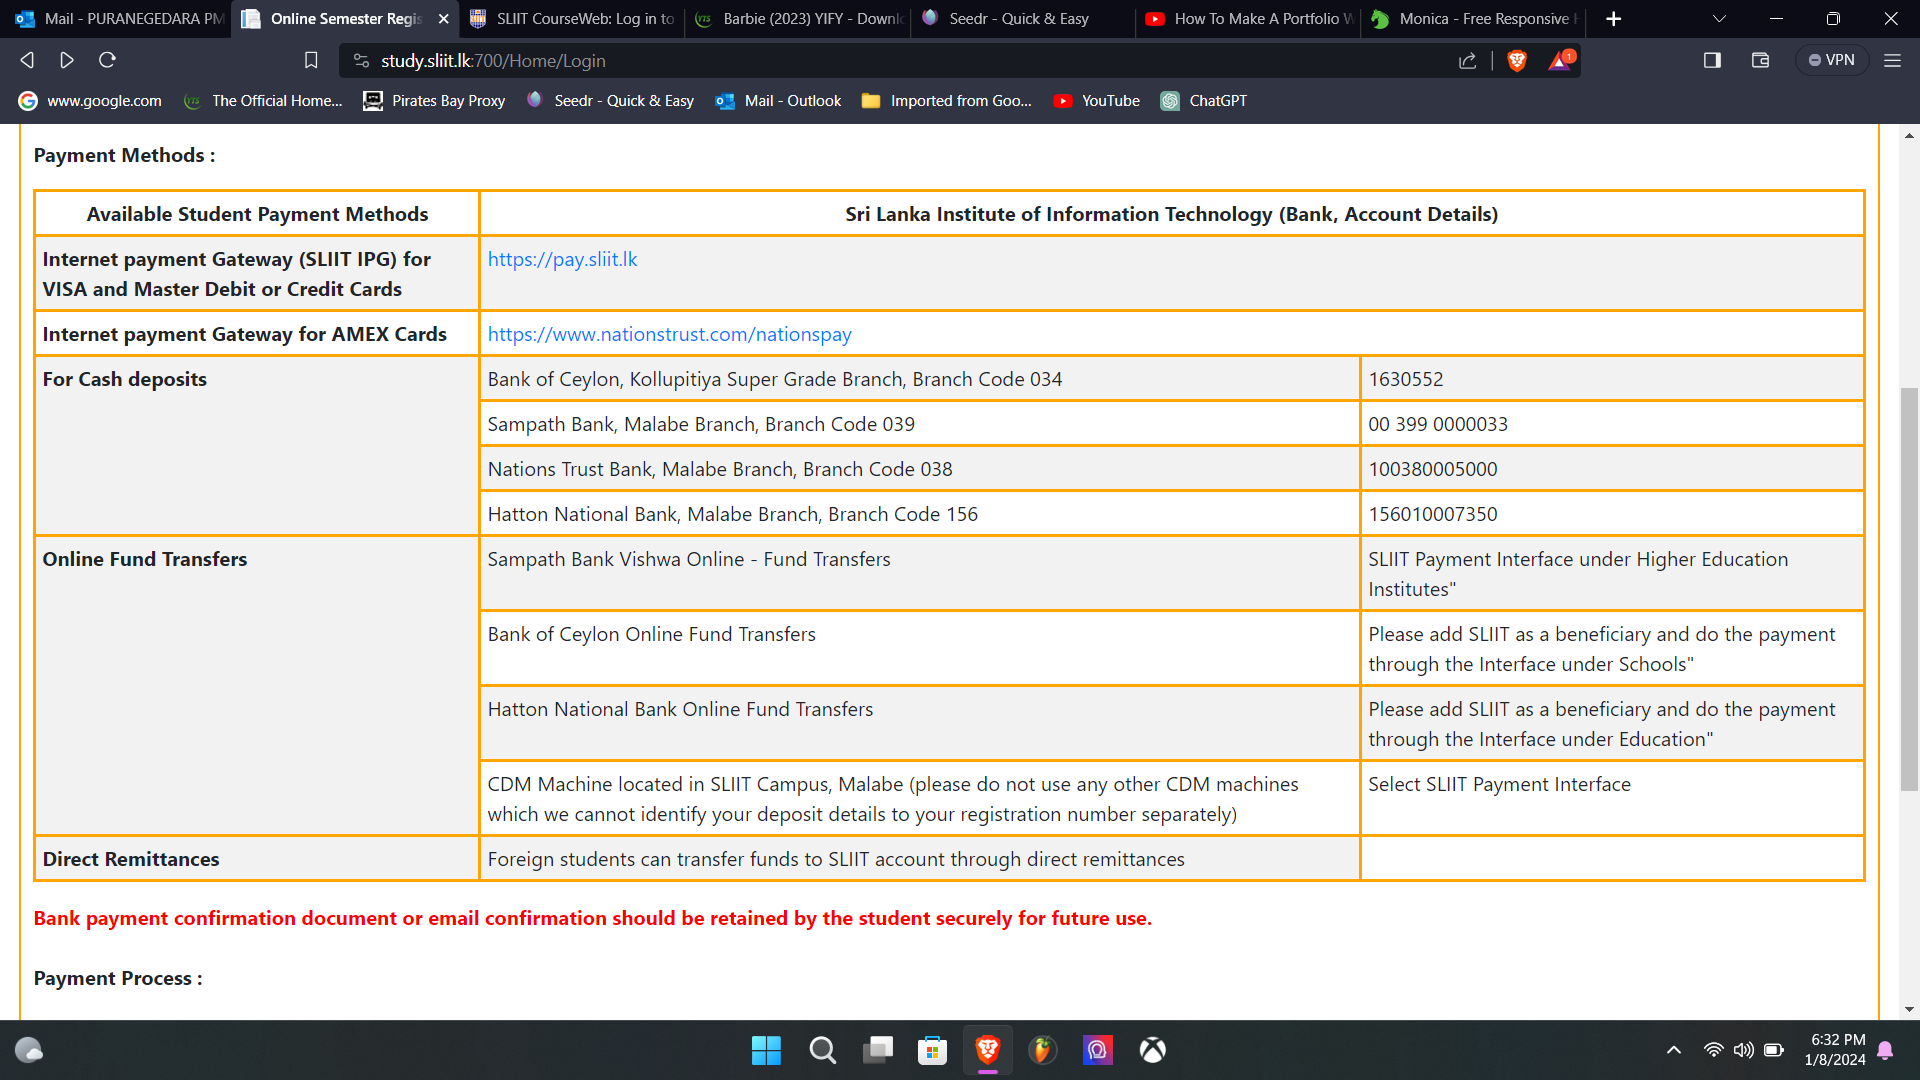 Mail - PURANEGEDARA PM
Online Semester Regis
SLIIT CourseWeb: Log in to
Barbie (2023) YIFY - Downlo
Seedr - Quick & Easy
How To Make A Portfolio W
Monica - Free Responsive H
study.sliit.lk:700/Home/Login
1
VPN
www.google.com
The Official Home...
Pirates Bay Proxy
Seedr - Quick & Easy
Mail - Outlook
Imported from Goo...
YouTube
ChatGPT
Payment Methods :
Available Student Payment Methods
Sri Lanka Institute of Information Technology (Bank, Account Details)
Internet payment Gateway (SLIIT IPG) for
VISA and Master Debit or Credit Cards
https://pay.sliit.lk
Internet payment Gateway for AMEX Cards
https://www.nationstrust.com/nationspay
For Cash deposits
Bank of Ceylon, Kollupitiya Super Grade Branch, Branch Code 034
1630552
Sampath Bank, Malabe Branch, Branch Code 039
00 399 0000033
Nations Trust Bank, Malabe Branch, Branch Code 038
100380005000
Hatton National Bank, Malabe Branch, Branch Code 156
156010007350
Online Fund Transfers
Sampath Bank Vishwa Online - Fund Transfers
SLIIT Payment Interface under Higher Education
Institutes"
Bank of Ceylon Online Fund Transfers
Please add SLIIT as a beneficiary and do the payment
through the Interface under Schools"
Hatton National Bank Online Fund Transfers
Please add SLIIT as a beneficiary and do the payment
through the Interface under Education"
CDM Machine located in SLIIT Campus, Malabe (please do not use any other CDM machines
which we cannot identify your deposit details to your registration number separately)
Select SLIIT Payment Interface
Direct Remittances
Foreign students can transfer funds to SLIIT account through direct remittances
Bank payment confirmation document or email confirmation should be retained by the student securely for future use.
Payment Process :
6:32 PM
1/8/2024